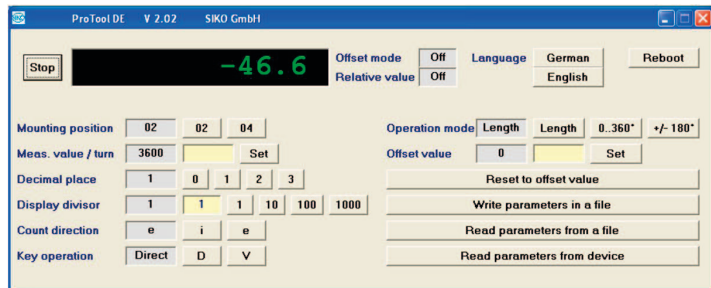 SIKO ProTool DE V 2.02 SIKO GmbH
Stop -46.6 Offset mode Off Language German Reboot
Relative value Off English
Mounting position 02 02 04 Operation mode Length Length 0..360° +/- 180°
Meas. value / turn 3600 Set Offset value 0 Set
Decimal place 1 0 1 2 3 Reset to offset value
Display divisor 1 1 1 10 100 1000 Write parameters in a file
Count direction e i e Read parameters from a file
Key operation Direct D V Read parameters from device